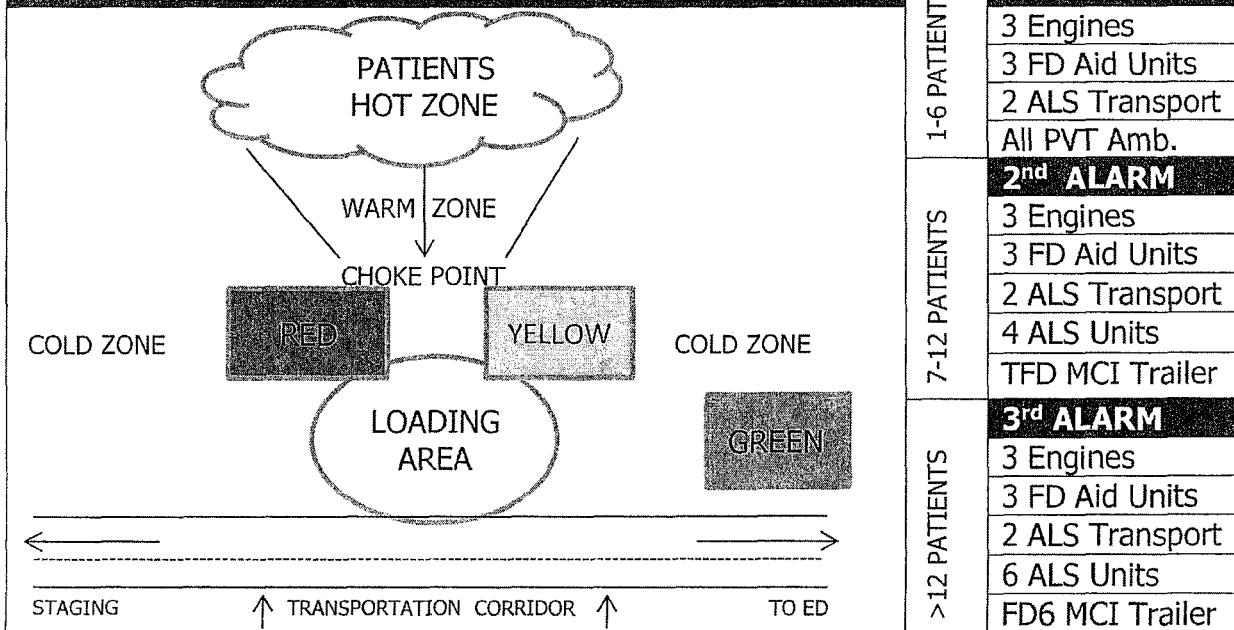 PATIENTS
HOT ZONE
WARM ZONE
CHOKE POINT
RED
YELLOW
COLD ZONE
COLD ZONE
LOADING
AREA
GREEN
STAGING
TRANSPORTATION CORRIDOR
TO ED
1-6 PATIENT
3 Engines
3 FD Aid Units
2 ALS Transport
All PVT Amb.
7-12 PATIENTS
2nd ALARM
3 Engines
3 FD Aid Units
2 ALS Transport
4 ALS Units
TFD MCI Trailer
>12 PATIENTS
3rd ALARM
3 Engines
3 FD Aid Units
2 ALS Transport
6 ALS Units
FD6 MCI Trailer